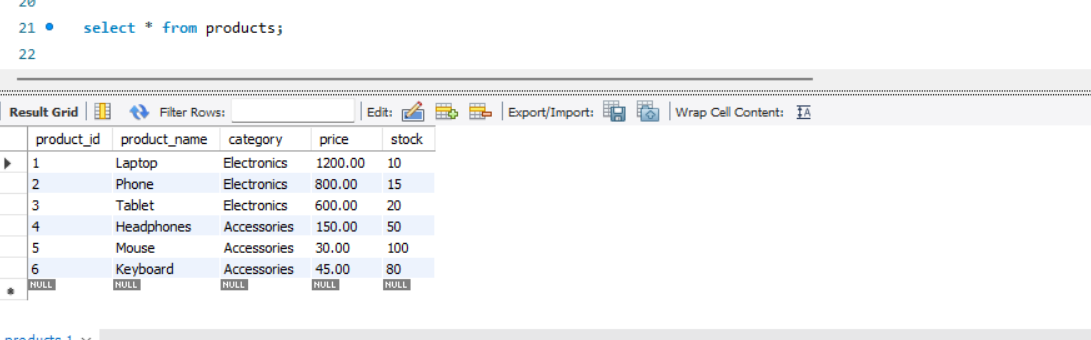 20
21 select * from products;
22
Result Grid Filter Rows: Edit: Export/Import: Wrap Cell Content:
product_id product_name category price stock
1 Laptop Electronics 1200.00 10
2 Phone Electronics 800.00 15
3 Tablet Electronics 600.00 20
4 Headphones Accessories 150.00 50
5 Mouse Accessories 30.00 100
6 Keyboard Accessories 45.00 80
NULL NULL NULL NULL NULL
products 1